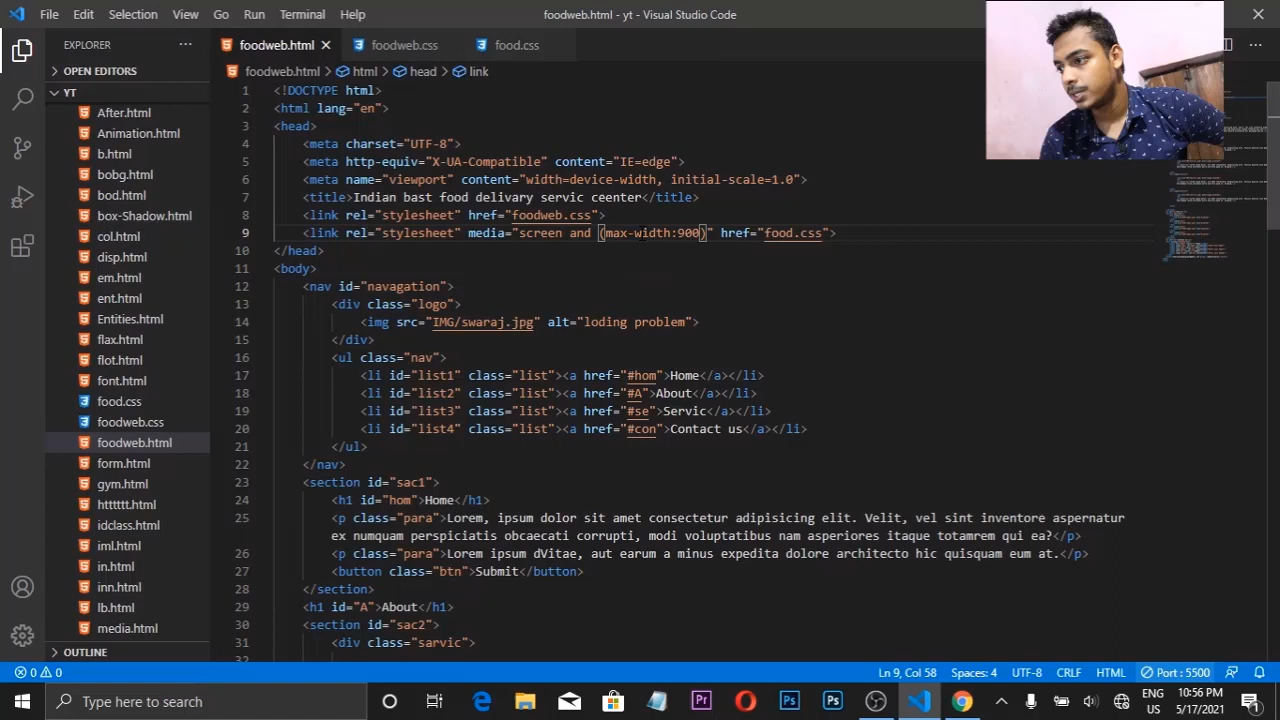 File Edit Selection View Go Run Terminal Help
foodweb.html - yt - Visual Studio Code
EXPLORER
OPEN EDITORS
YT
After.html
Animation.html
b.html
bobg.html
bod.html
box-Shadow.html
col.html
disp.html
em.html
ent.html
Entities.html
flax.html
flot.html
font.html
food.css
foodweb.css
foodweb.html
form.html
gym.html
htttttt.html
idclass.html
iml.html
in.html
inn.html
lb.html
media.html
OUTLINE
foodweb.html foodweb.css food.css
foodweb.html html head link
1 <!DOCTYPE html>
2 <html lang="en">
3 <head>
4 <meta charset="UTF-8">
5 <meta http-equiv="X-UA-Compatible" content="IE=edge">
6 <meta name="viewport" content="width=device-width, initial-scale=1.0">
7 <title>Indian bast food delivary servic ceenter</title>
8 <link rel="stylesheet" href="foodweb.css">
9 <link rel="stylesheet" media="screen and (max-width:900)" href="food.css">
10 </head>
11 <body>
12 <nav id="navagation">
13 <div class="logo">
14 <img src="IMG/swaraj.jpg" alt="loding problem">
15 </div>
16 <ul class="nav">
17 <li id="list1" class="list"><a href="#hom">Home</a></li>
18 <li id="list2" class="list"><a href="#A">About</a></li>
19 <li id="list3" class="list"><a href="#se">Servic</a></li>
20 <li id="list4" class="list"><a href="#con">Contact us</a></li>
21 </ul>
22 </nav>
23 <section id="sac1">
24 <h1 id="hom">Home</h1>
25 <p class="para">Lorem, ipsum dolor sit amet consectetur adipisicing elit. Velit, vel sint inventore aspernatur
ex numquam perspiciatis obcaecati corrupti, modi voluptatibus nam asperiores itaque totamrem qui ea?</p>
26 <p class="para">Lorem ipsum dVitae, aut earum a minus expedita dolore architecto hic quisquam eum at.</p>
27 <button class="btn">Submit</button>
28 </section>
29 <h1 id="A">About</h1>
30 <section id="sac2">
31 <div class="sarvic">
0 0
Ln 9, Col 58 Spaces: 4 UTF-8 CRLF HTML Port : 5500
Type here to search
ENG
US
10:56 PM
5/17/2021